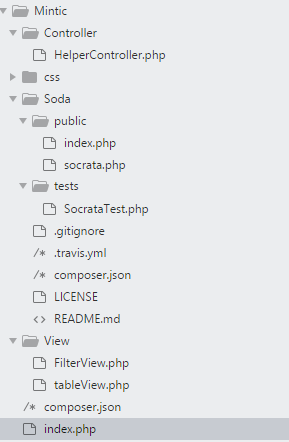 Mintic
Controller
HelperController.php
css
Soda
public
index.php
socrata.php
tests
SocrataTest.php
.gitignore
/* .travis.yml
/* composer.json
LICENSE
<> README.md
View
FilterView.php
tableView.php
/* composer.json
index.php